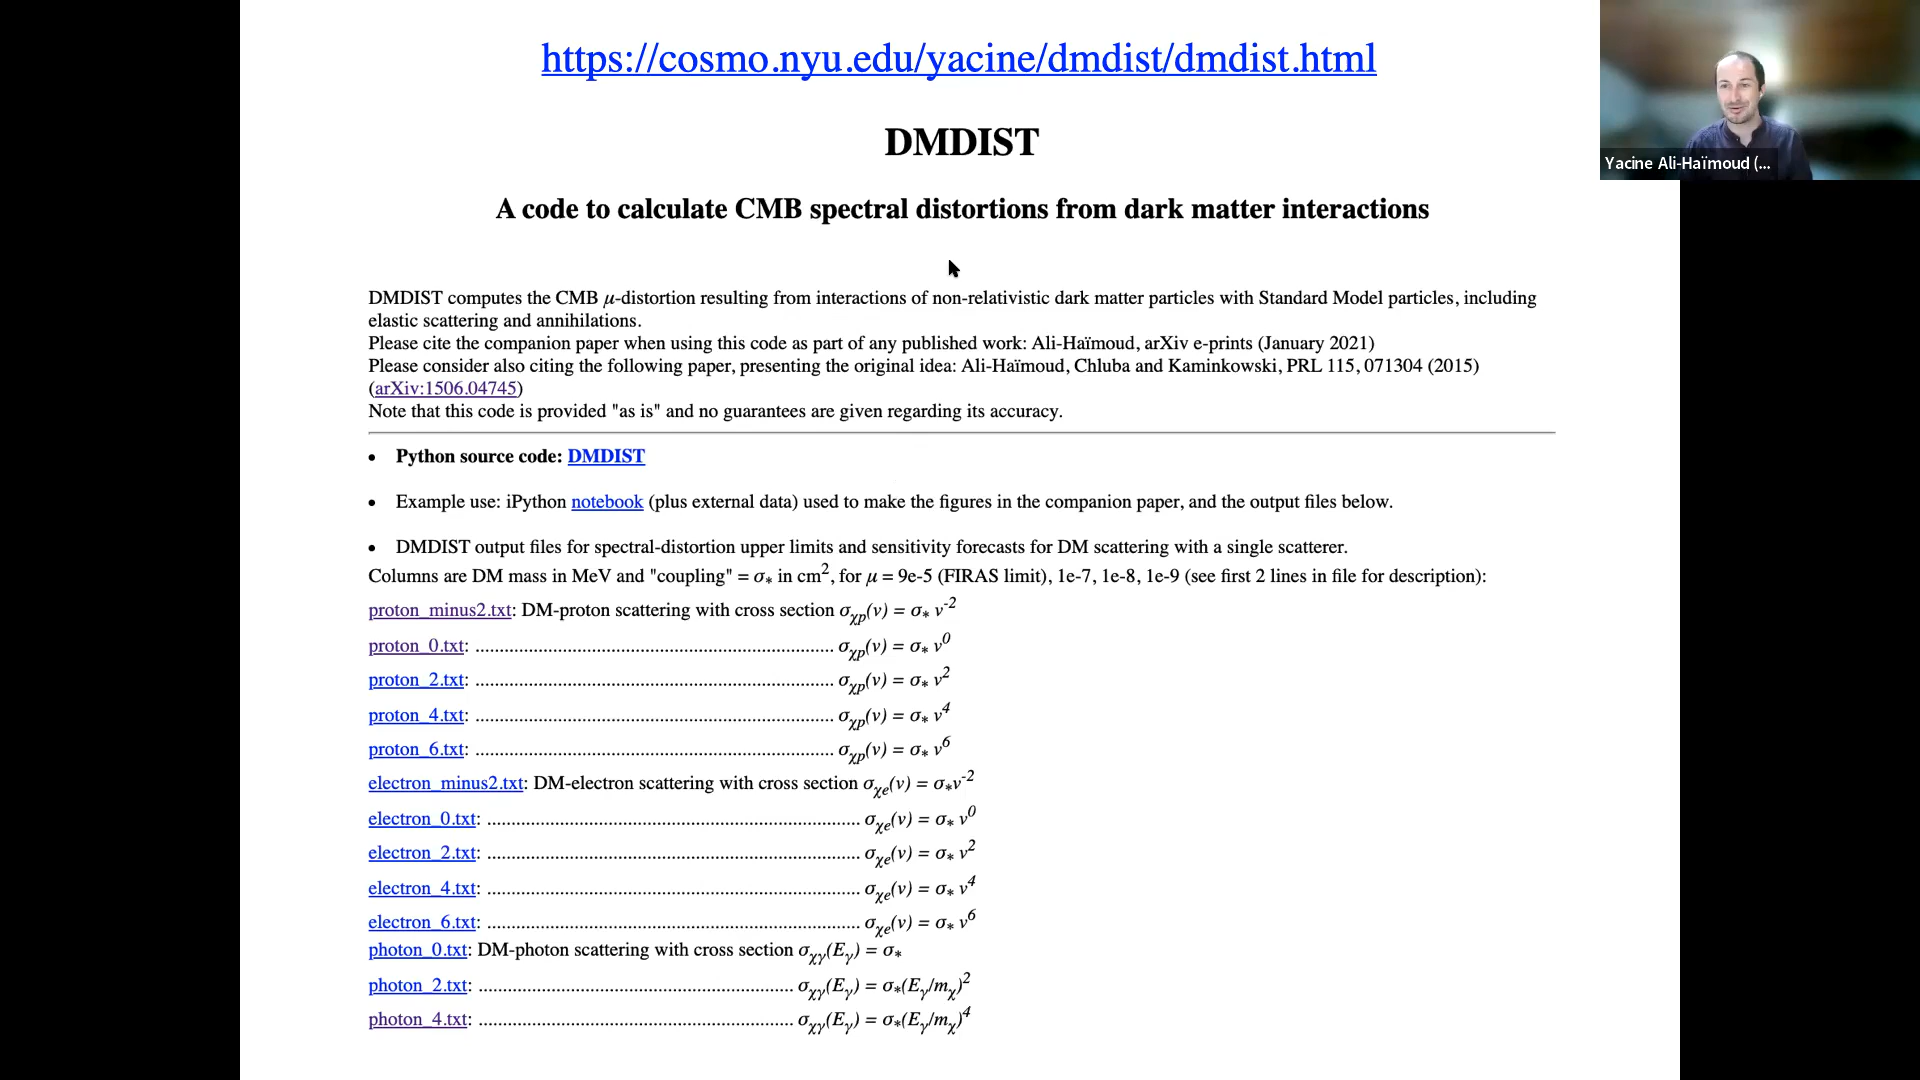 https://cosmo.nyu.edu/yacine/dmdist/dmdist.html
Yacine Ali-Haïmoud (...
DMDIST
A code to calculate CMB spectral distortions from dark matter interactions
DMDIST computes the CMB μ-distortion resulting from interactions of non-relativistic dark matter particles with Standard Model particles, including
elastic scattering and annihilations.
Please cite the companion paper when using this code as part of any published work: Ali-Haïmoud, arXiv e-prints (January 2021)
Please consider also citing the following paper, presenting the original idea: Ali-Haïmoud, Chluba and Kaminkowski, PRL 115, 071304 (2015)
(arXiv:1506.04745)
Note that this code is provided "as is" and no guarantees are given regarding its accuracy.
• Python source code: DMDIST
• Example use: iPython notebook (plus external data) used to make the figures in the companion paper, and the output files below.
• DMDIST output files for spectral-distortion upper limits and sensitivity forecasts for DM scattering with a single scatterer.
Columns are DM mass in MeV and "coupling" = σ* in cm², for μ = 9e-5 (FIRAS limit), 1e-7, 1e-8, 1e-9 (see first 2 lines in file for description):
proton_minus2.txt: DM-proton scattering with cross section σχp(v) = σ* v⁻²
proton_0.txt: ........................................................................ σχp(v) = σ* v⁰
proton_2.txt: ........................................................................ σχp(v) = σ* v²
proton_4.txt: ........................................................................ σχp(v) = σ* v⁴
proton_6.txt: ........................................................................ σχp(v) = σ* v⁶
electron_minus2.txt: DM-electron scattering with cross section σχe(v) = σ*v⁻²
electron_0.txt: ........................................................................... σχe(v) = σ* v⁰
electron_2.txt: ........................................................................... σχe(v) = σ* v²
electron_4.txt: ........................................................................... σχe(v) = σ* v⁴
electron_6.txt: ........................................................................... σχe(v) = σ* v⁶
photon_0.txt: DM-photon scattering with cross section σχγ(Eγ) = σ*
photon_2.txt: ............................................................... σχγ(Eγ) = σ*(Eγ/mχ)²
photon_4.txt: ............................................................... σχγ(Eγ) = σ*(Eγ/mχ)⁴